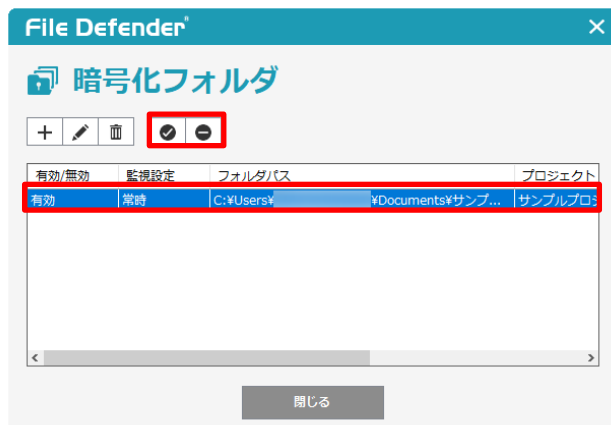 File Defender®
暗号化フォルダ
有効/無効 監視設定 フォルダパス プロジェクト
有効 常時 C:¥Users¥ ¥Documents¥サンプ... サンプルプロジ
閉じる